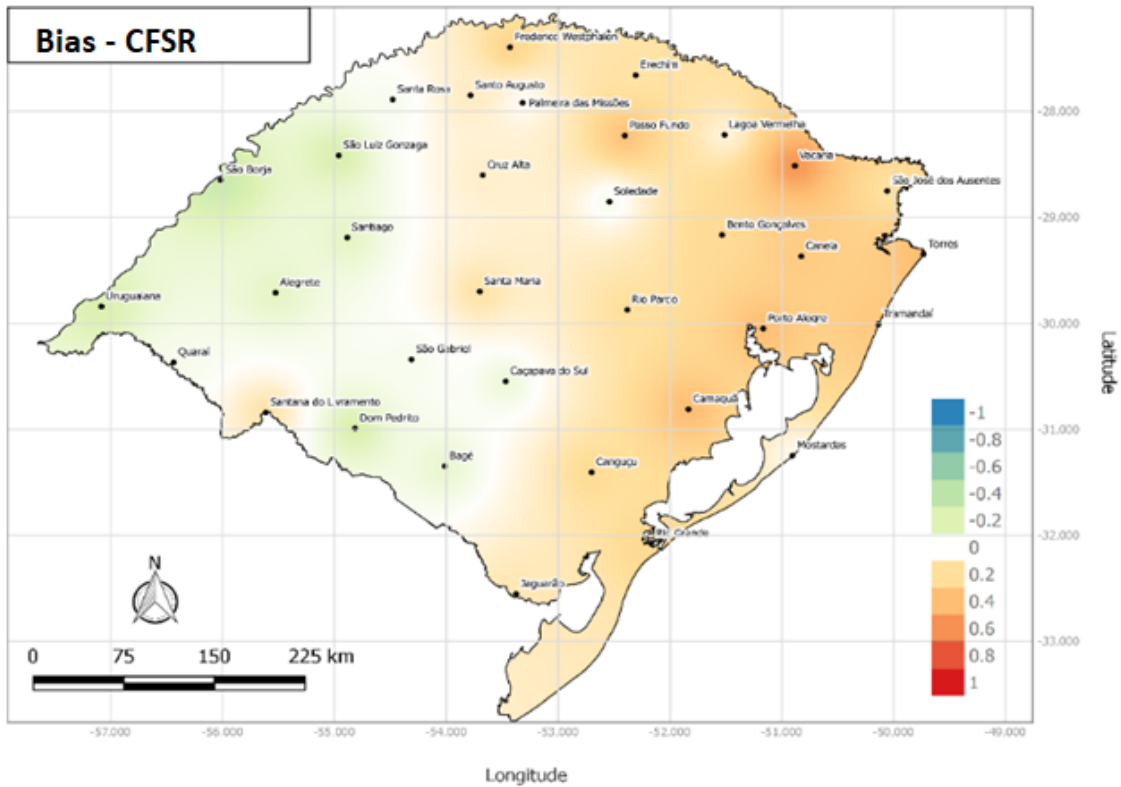 Bias - CFSR
Frederico Westphalen
Erechim
Santa Rosa
Santo Augusto
Palmeira das Missões
-28.000
Passo Fundo
Lagoa Vermelha
São Luiz Gonzaga
Vacaria
Cruz Alta
São Borja
São José dos Ausentes
Soledade
-29.000
Santiago
Bento Gonçalves
Canela
Torres
Alegrete
Santa Maria
Uruguaiana
Rio Pardo
Porto Alegre
Tramandaí
-30.000
São Gabriel
Quaraí
Caçapava do Sul
Latitude
Santana do Livramento
Camaquã
Dom Pedrito
-31.000
Mostardas
Bagé
Canguçu
Rio Grande
-32.000
Jaguarão
-33.000
-1
-0.8
-0.6
-0.4
-0.2
0
0.2
0.4
0.6
0.8
1
N
0 75 150 225 km
-57.000 -56.000 -55.000 -54.000 -53.000 -52.000 -51.000 -50.000 -49.000
Longitude